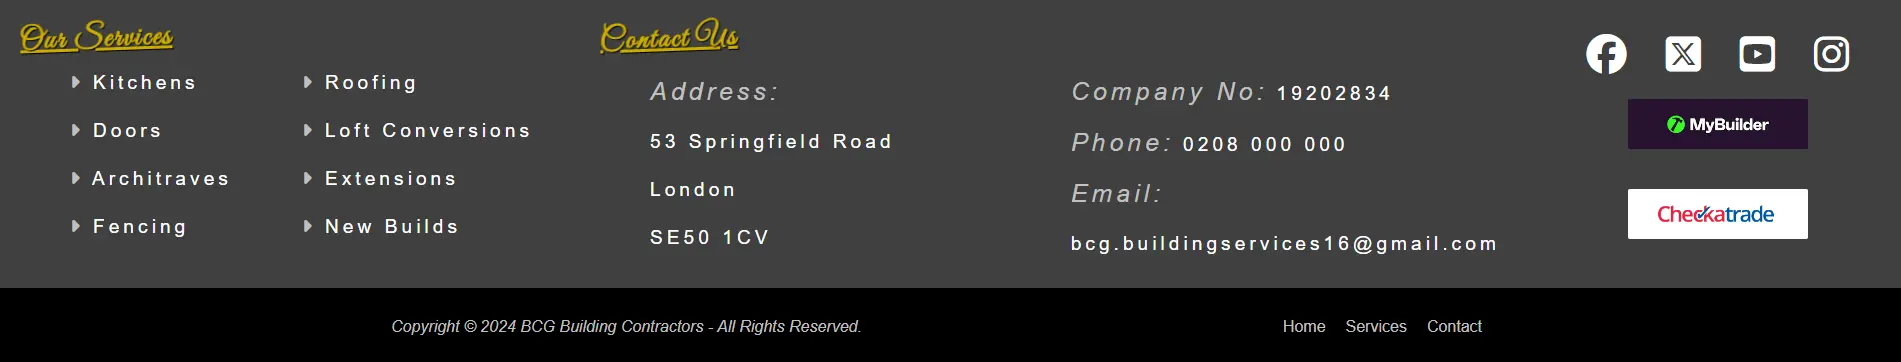 Our Services
Kitchens
Doors
Architraves
Fencing
Roofing
Loft Conversions
Extensions
New Builds
Contact Us
Address:
53 Springfield Road
London
SE50 1CV
Company No: 19202834
Phone: 0208 000 000
Email:
bcg.buildingservices16@gmail.com
MyBuilder
Checkatrade
Copyright © 2024 BCG Building Contractors - All Rights Reserved.
Home Services Contact